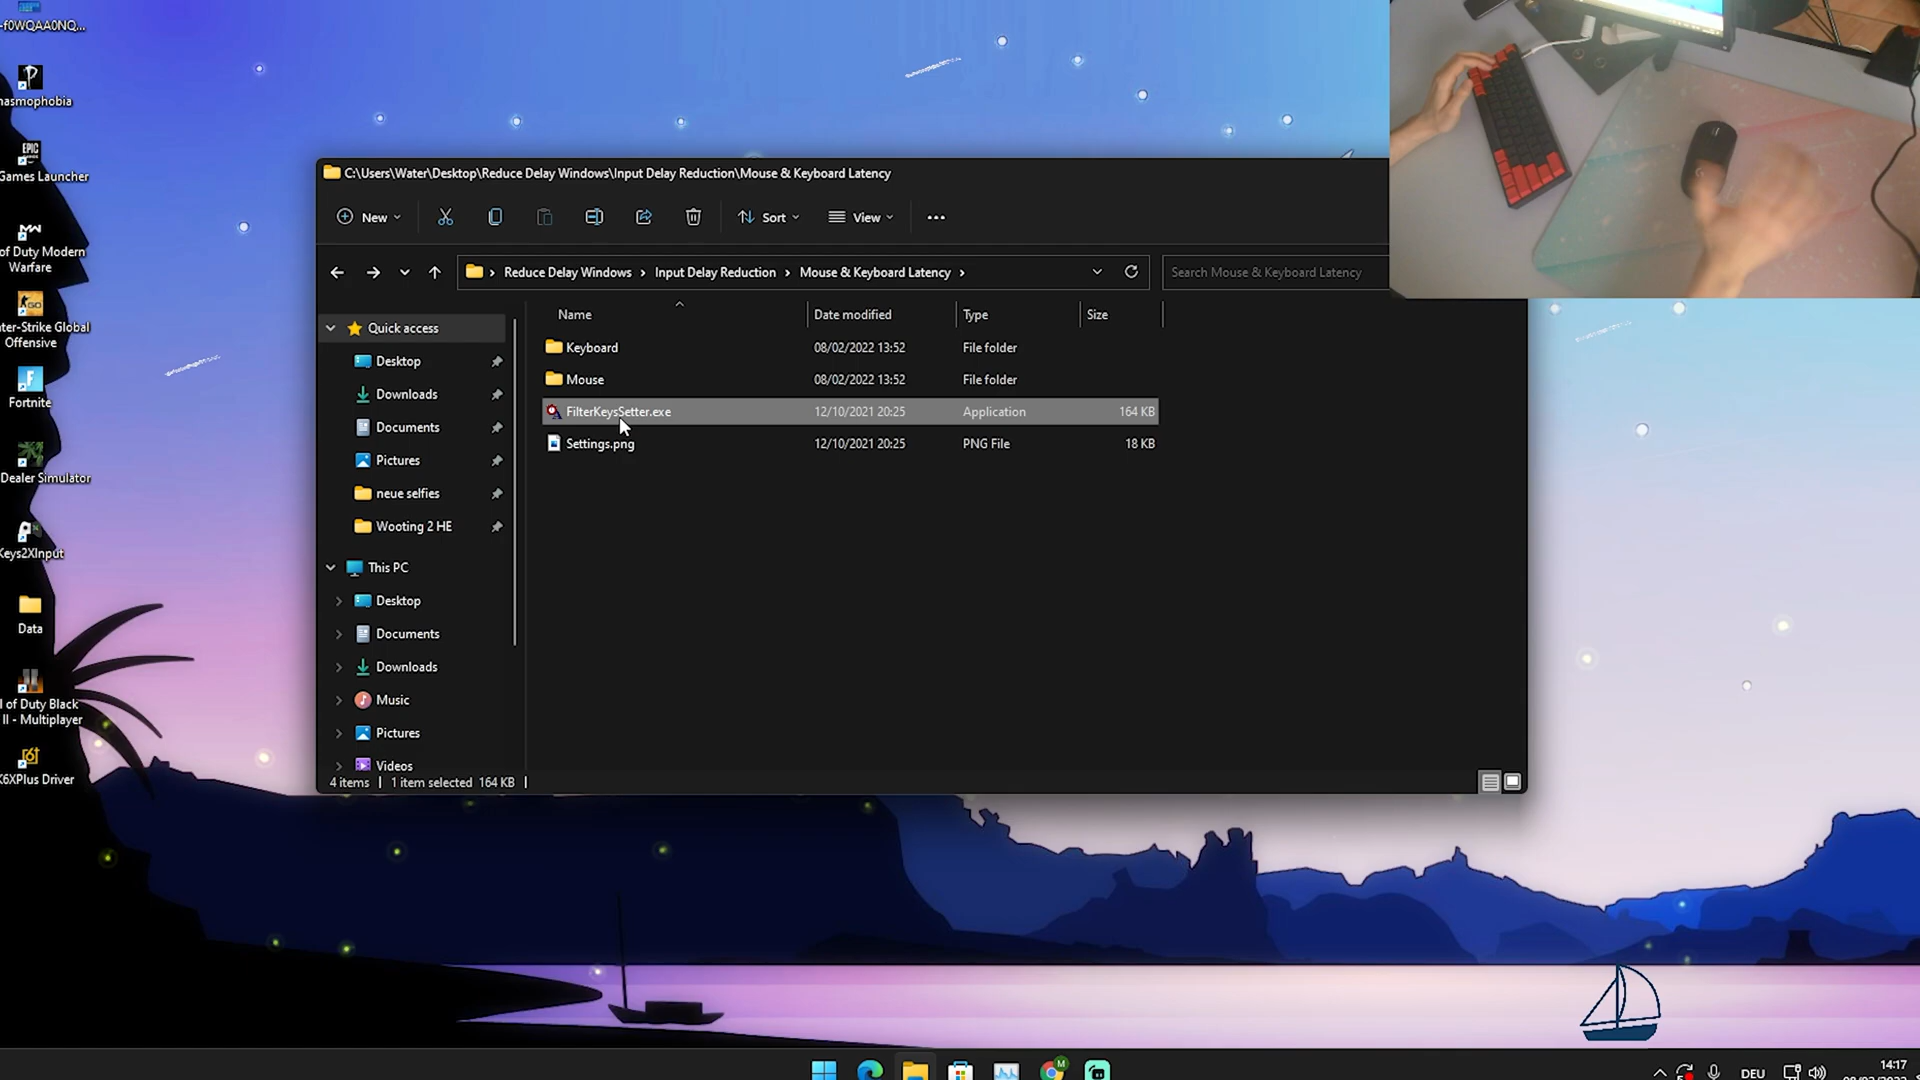 -f0WQAA0NQ...
nasmophobia
EPIC
Games Launcher
of Duty Modern
Warfare
GO
ter-Strike Global
Offensive
F
Fortnite
Dealer Simulator
Keys2XInput
Data
l of Duty Black
II - Multiplayer
K6XPlus Driver
C:\Users\Water\Desktop\Reduce Delay Windows\Input Delay Reduction\Mouse & Keyboard Latency
New Sort View
Reduce Delay Windows Input Delay Reduction Mouse & Keyboard Latency Search Mouse & Keyboard Latency
Name Date modified Type Size
Keyboard 08/02/2022 13:52 File folder
Mouse 08/02/2022 13:52 File folder
FilterKeysSetter.exe 12/10/2021 20:25 Application 164 KB
Settings.png 12/10/2021 20:25 PNG File 18 KB
Quick access
Desktop
Downloads
Documents
Pictures
neue selfies
Wooting 2 HE
This PC
Desktop
Documents
Downloads
Music
Pictures
Videos
4 items 1 item selected 164 KB
M
DEU
14:17